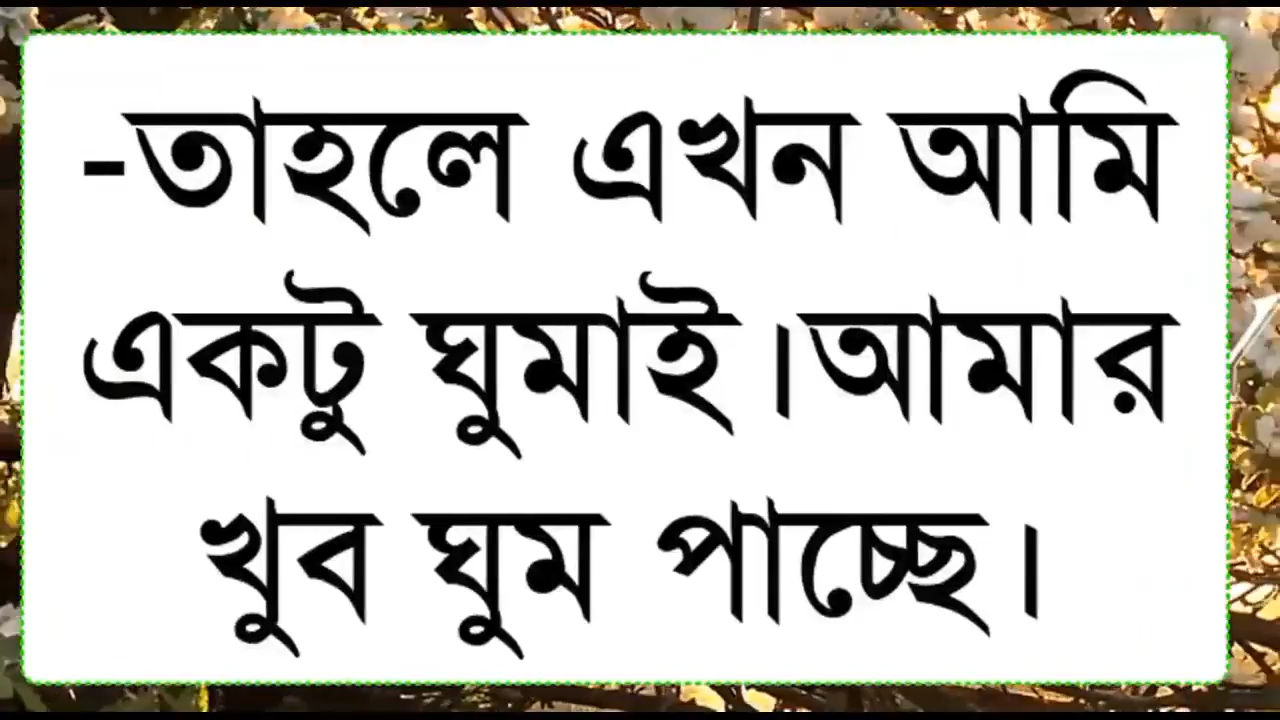 -তাহলে এখন আমি
একটু ঘুমাই।আমার
খুব ঘুম পাচ্ছে।